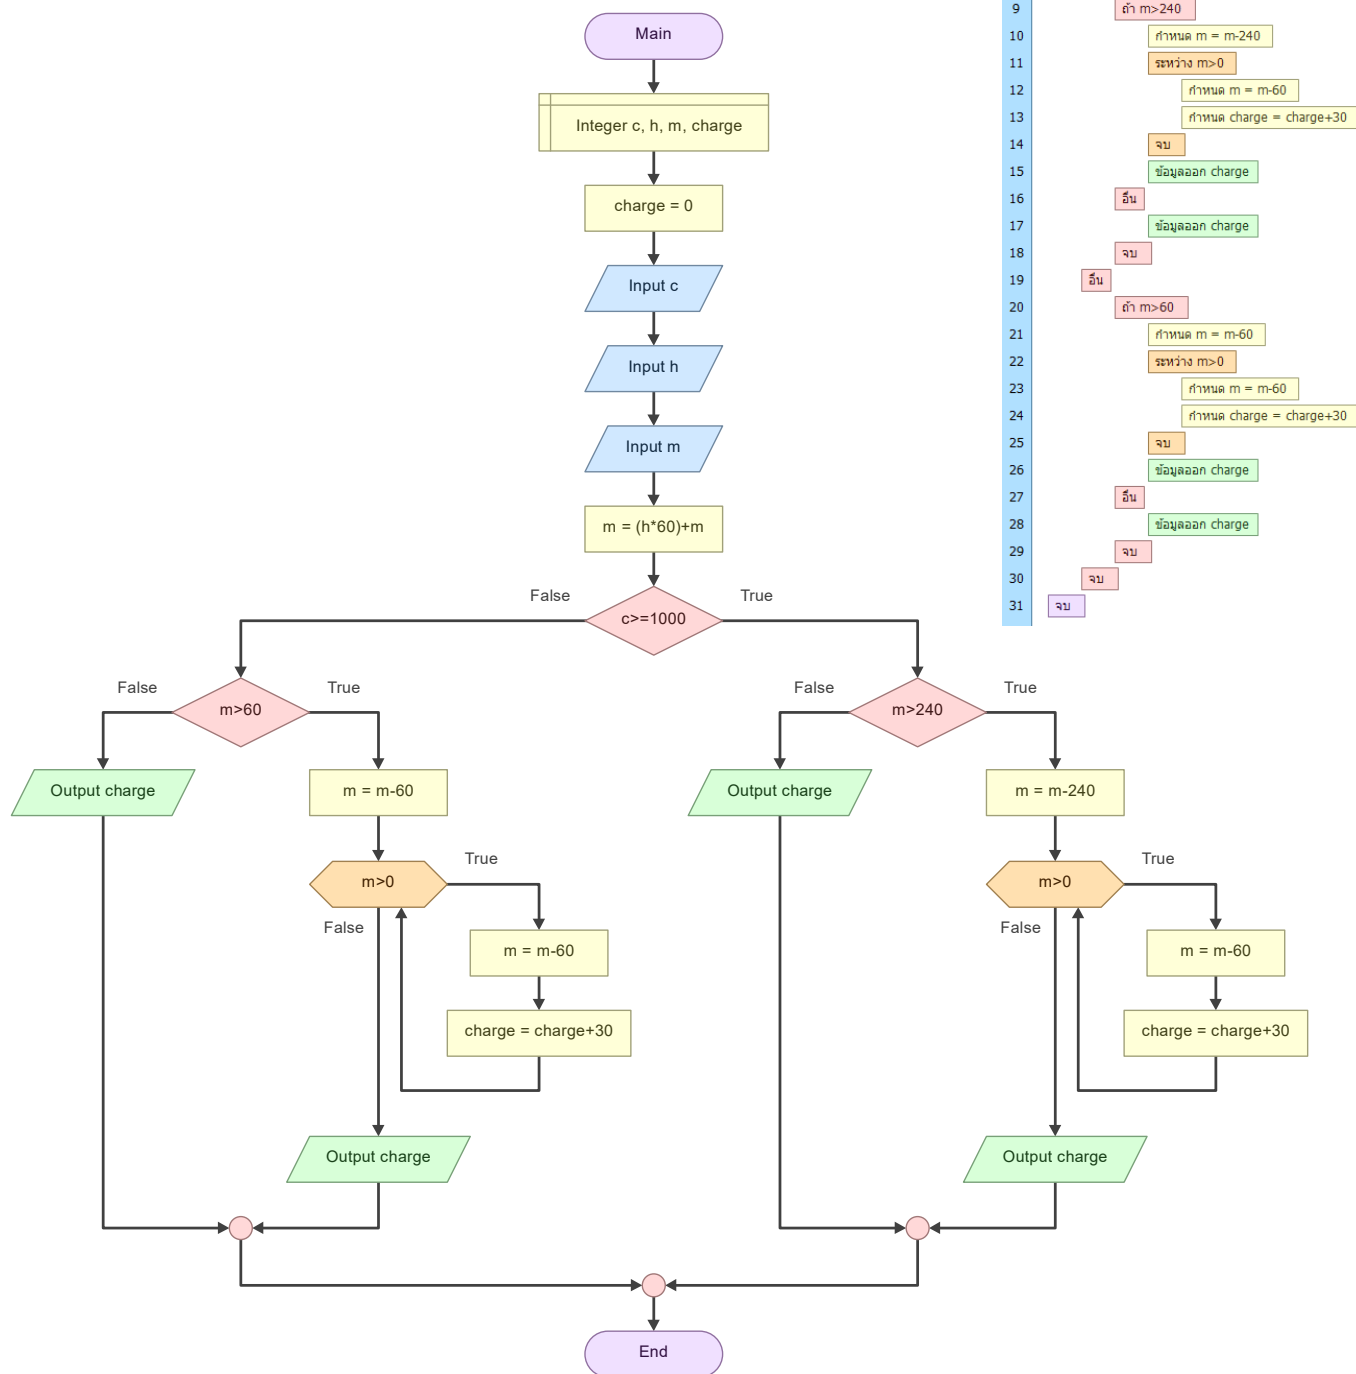 Main
Integer c, h, m, charge
charge = 0
Input c
Input h
Input m
m = (h*60)+m
False
True
c>=1000
False
True
m>60
False
True
m>240
Output charge
m = m-60
Output charge
m = m-240
True
m>0
False
True
m>0
False
m = m-60
m = m-60
charge = charge+30
charge = charge+30
Output charge
Output charge
End
9 ถ้า m>240
10 กำหนด m = m-240
11 ระหว่าง m>0
12 กำหนด m = m-60
13 กำหนด charge = charge+30
14 จบ
15 ข้อมูลออก charge
16 อื่น
17 ข้อมูลออก charge
18 จบ
19 อื่น
20 ถ้า m>60
21 กำหนด m = m-60
22 ระหว่าง m>0
23 กำหนด m = m-60
24 กำหนด charge = charge+30
25 จบ
26 ข้อมูลออก charge
27 อื่น
28 ข้อมูลออก charge
29 จบ
30 จบ
31 จบ